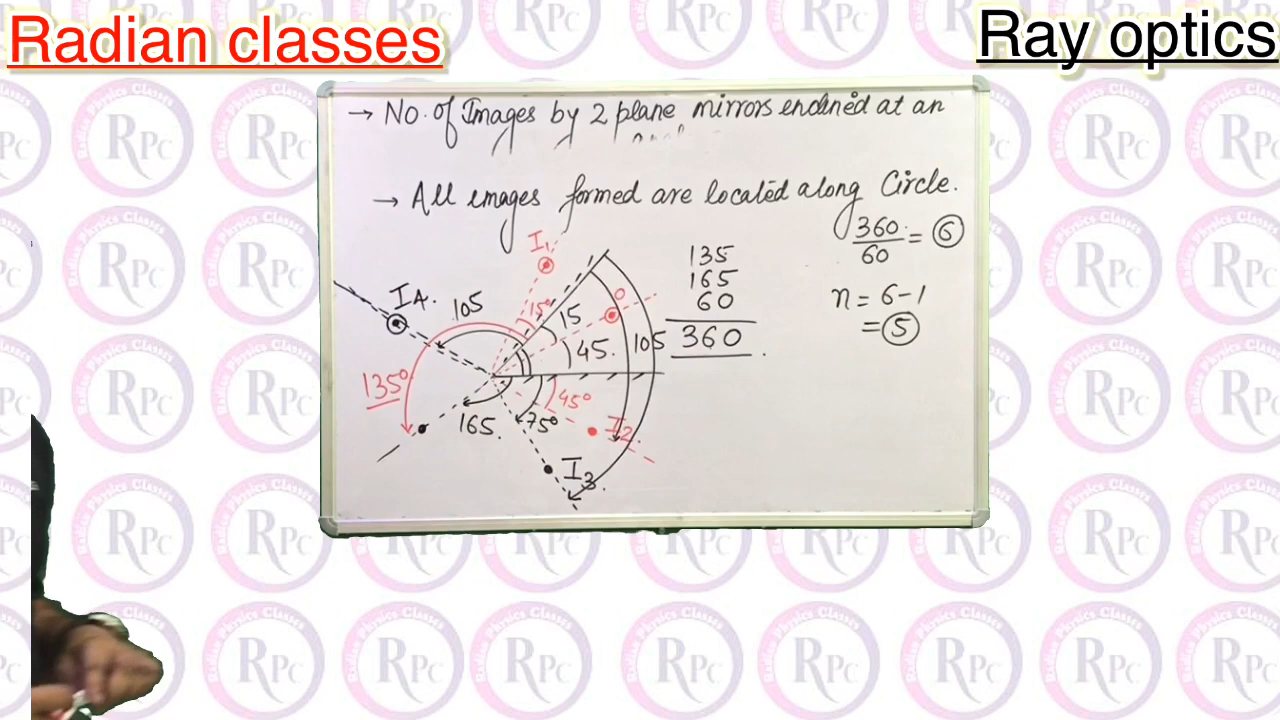 Radian classes
Ray optics
→ No. of Images by 2 plane mirrors enclined at an
→ All emages formed are located along Circle.
360/60 = 6
n = 6-1
= 5
135
165
60
360
I1
I4.
105
15°
15
O
45.
105
135°
45°
165.
75°
I2.
I3.